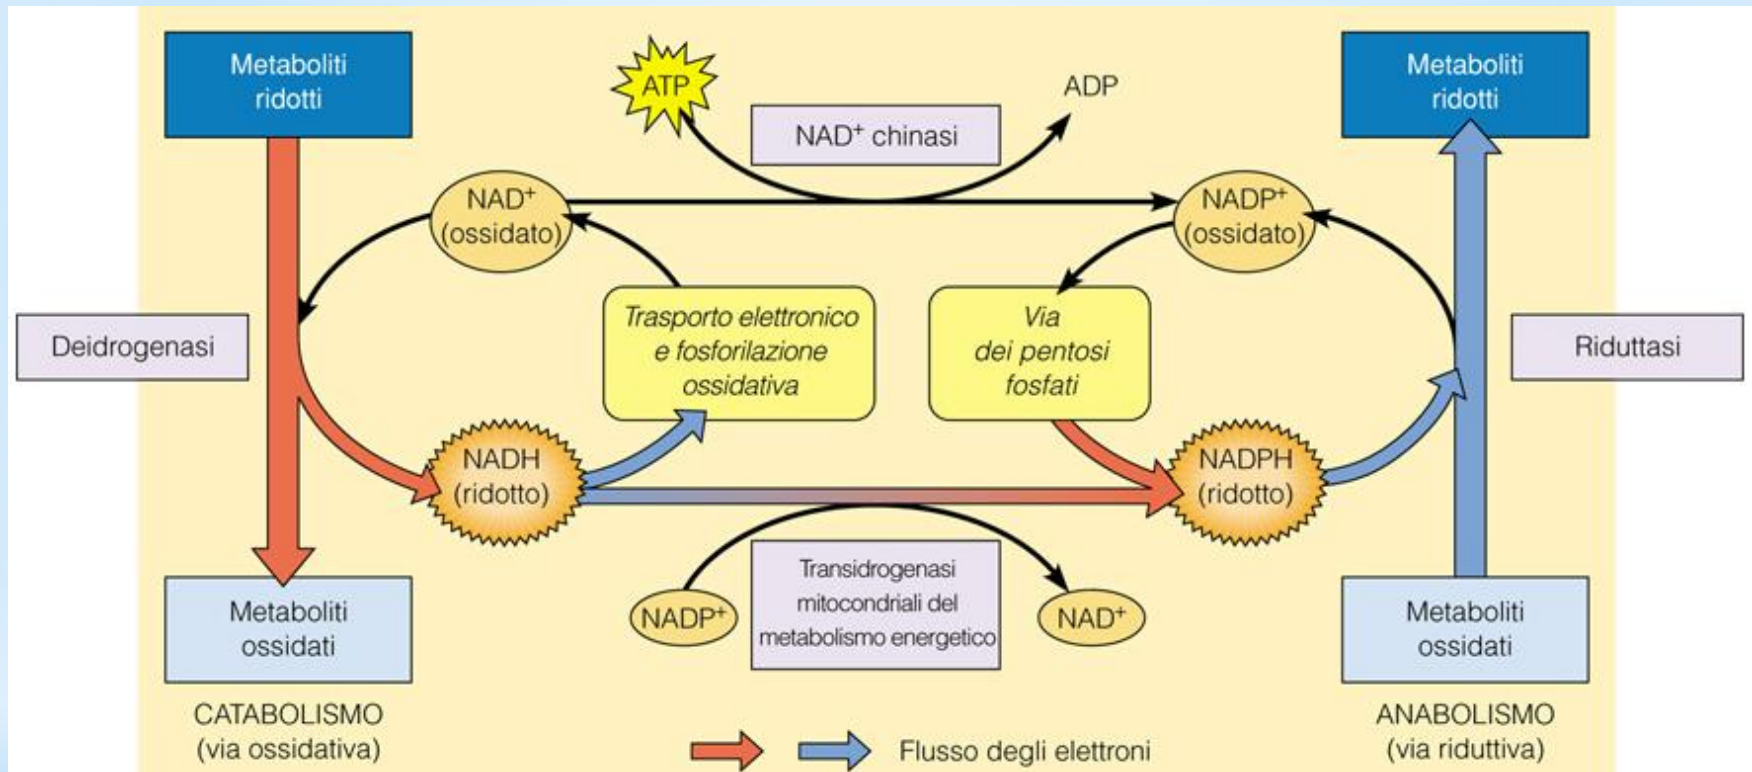 Metaboliti
ridotti
ATP
NAD⁺ chinasi
ADP
Metaboliti
ridotti
NAD⁺
(ossidato)
NADP⁺
(ossidato)
Deidrogenasi
Trasporto elettronico
e fosforilazione
ossidativa
Via
dei pentosi
fosfati
Riduttasi
NADH
(ridotto)
NADPH
(ridotto)
Metaboliti
ossidati
NADP⁺
Transidrogenasi
mitocondriali del
metabolismo energetico
NAD⁺
Metaboliti
ossidati
CATABOLISMO
(via ossidativa)
Flusso degli elettroni
ANABOLISMO
(via riduttiva)